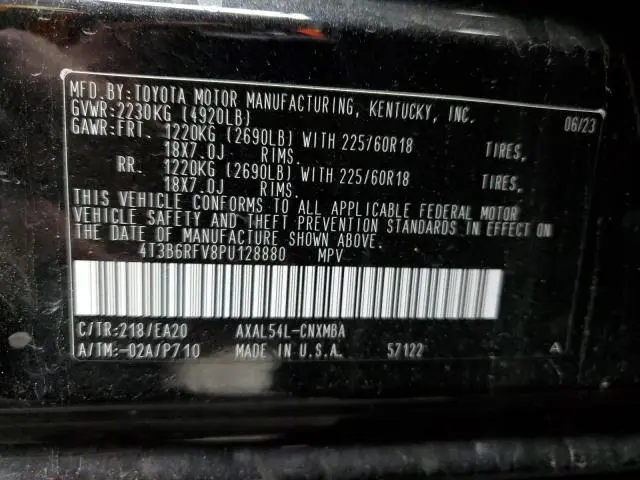 MFD.BY:TOYOTA MOTOR MANUFACTURING, KENTUCKY, INC.
GVWR:2230KG (4920LB) 06/23
GAWR:FRT. 1220KG (2690LB) WITH 225/60R18 TIRES,
18X7.0J RIMS.
RR. 1220KG (2690LB) WITH 225/60R18 TIRES,
18X7.0J RIMS.
THIS VEHICLE CONFORMS TO ALL APPLICABLE FEDERAL MOTOR
VEHICLE SAFETY AND THEFT PREVENTION STANDARDS IN EFFECT ON
THE DATE OF MANUFACTURE SHOWN ABOVE.
4T3B6RFV8PU128880 MPV
C/TR:218/EA20 AXAL54L-CNXMBA
A/TM:-02A/P710 MADE IN U.S.A. 57122 A